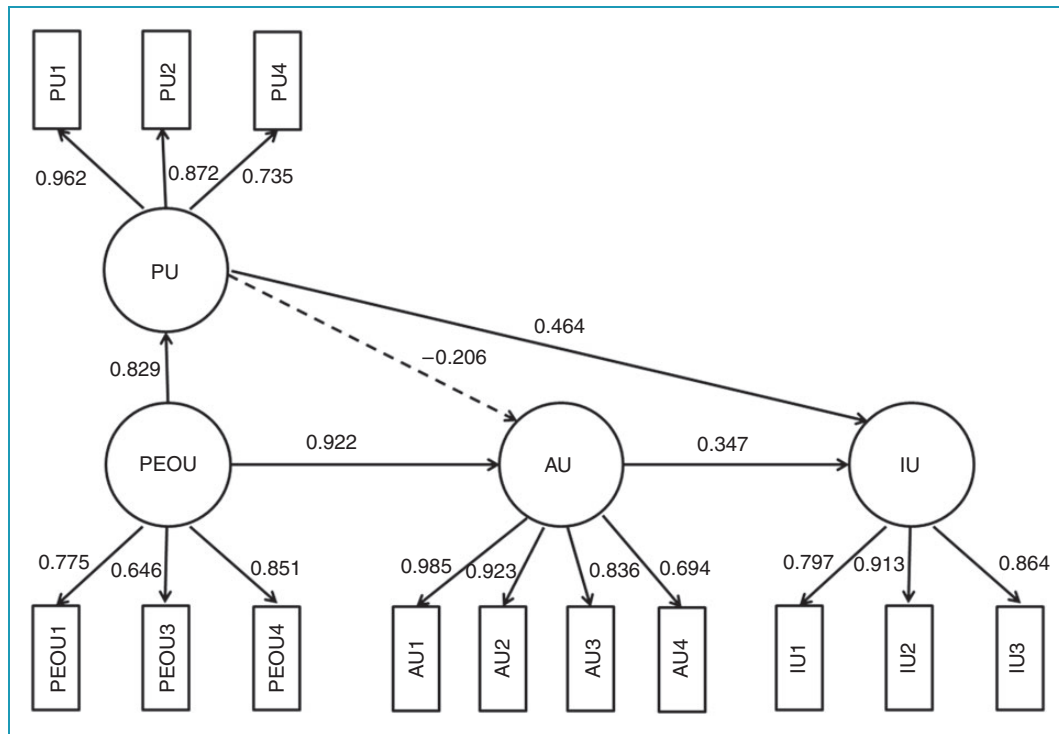 PU1
PU2
PU4
0.962
0.872
0.735
PU
0.464
−0.206
0.829
PEOU
0.922
AU
0.347
IU
0.775
0.646
0.851
0.985
0.923
0.836
0.694
0.797
0.913
0.864
PEOU1
PEOU3
PEOU4
AU1
AU2
AU3
AU4
IU1
IU2
IU3